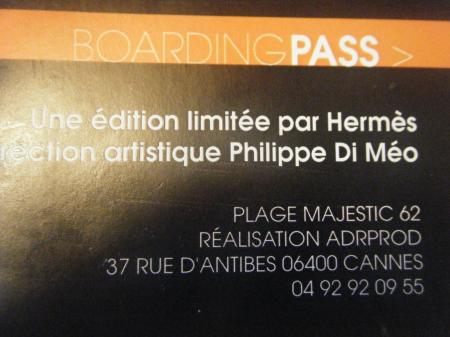 BOARDINGPASS >
Une édition limitée par Hermès
rection artistique Philippe Di Méo
PLAGE MAJESTIC 62
RÉALISATION ADRPROD
37 RUE D'ANTIBES 06400 CANNES
04 92 92 09 55